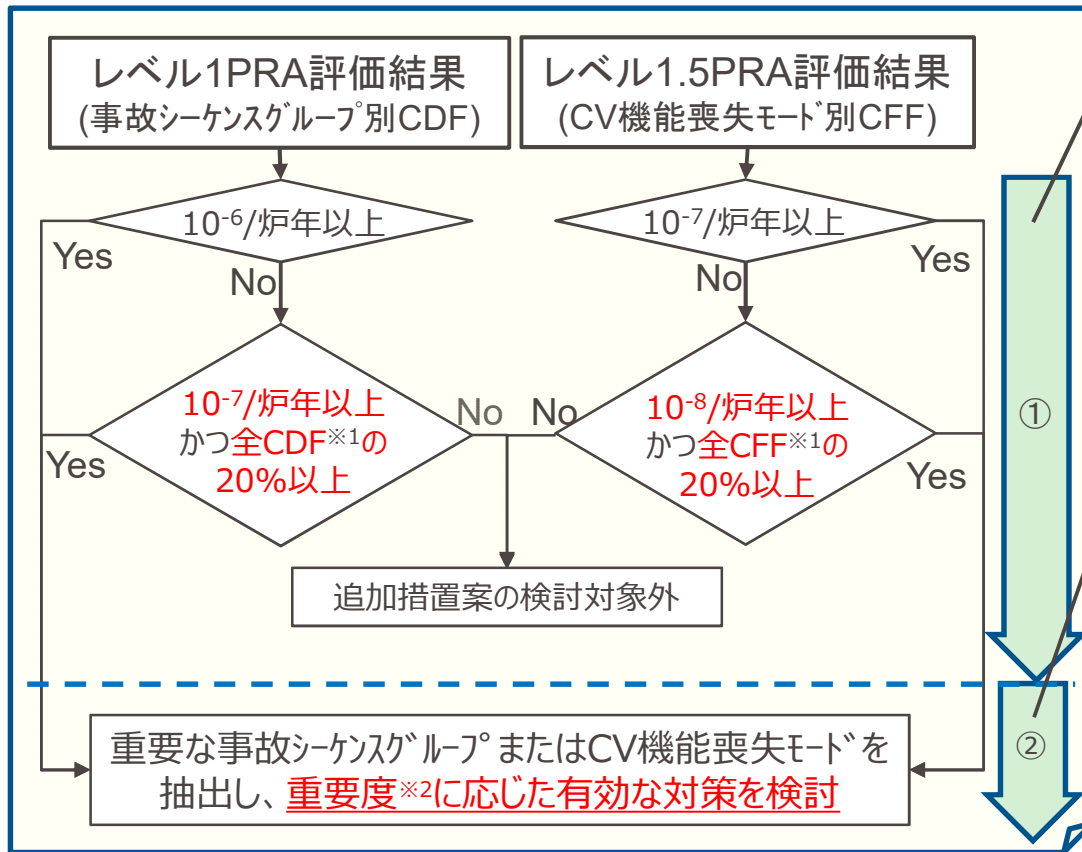 レベル1PRA評価結果
(事故シーケンスグループ別CDF)
レベル1.5PRA評価結果
(CV機能喪失モード別CFF)
10-6/炉年以上
10-7/炉年以上
Yes
No
No
Yes
10-7/炉年以上
かつ全CDF※1の
20%以上
No
No
10-8/炉年以上
かつ全CFF※1の
20%以上
Yes
Yes
①
追加措置案の検討対象外
重要な事故シーケンスグループまたはCV機能喪失モードを
抽出し、重要度※2に応じた有効な対策を検討
②